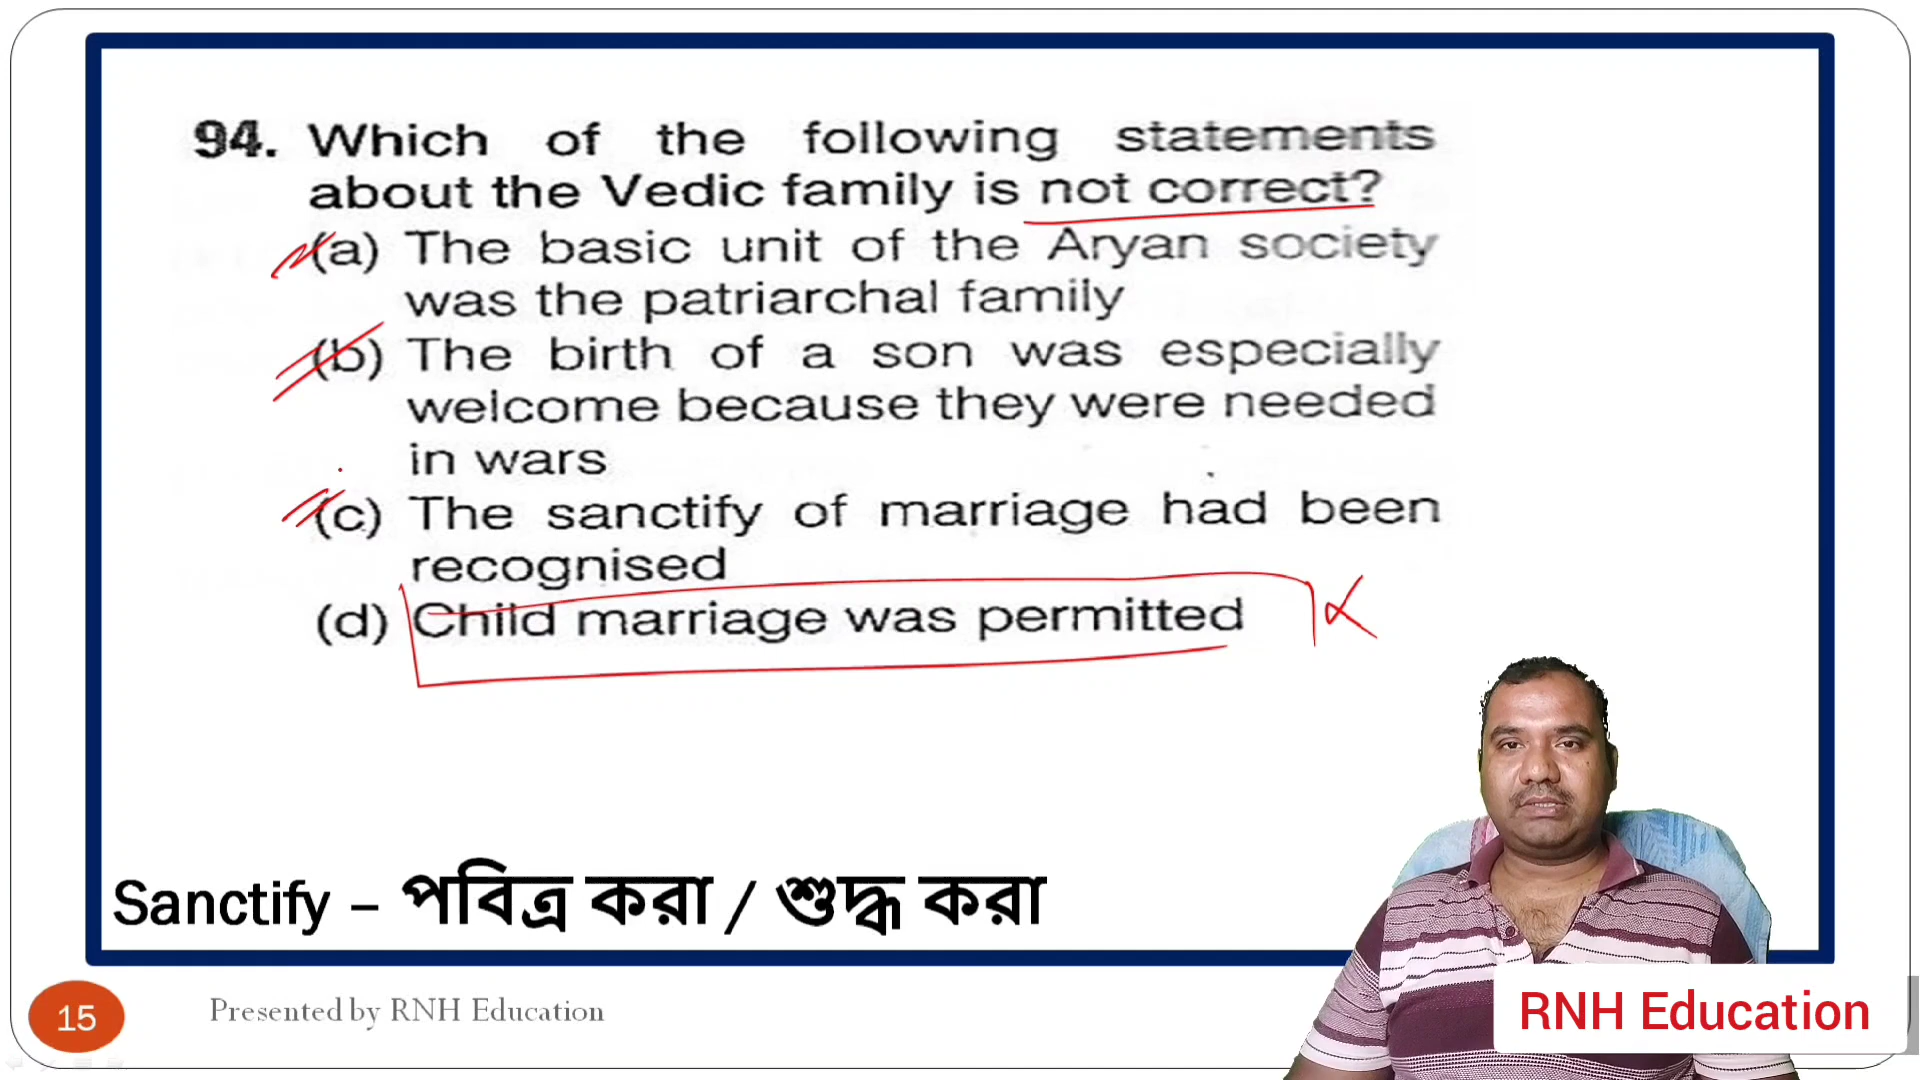 94. Which of the following statements
about the Vedic family is not correct?
(a) The basic unit of the Aryan society
was the patriarchal family
(b) The birth of a son was especially
welcome because they were needed
in wars
(c) The sanctify of marriage had been
recognised
(d) Child marriage was permitted
Sanctify – পবিত্র করা / শুদ্ধ করা
15
Presented by RNH Education
RNH Education